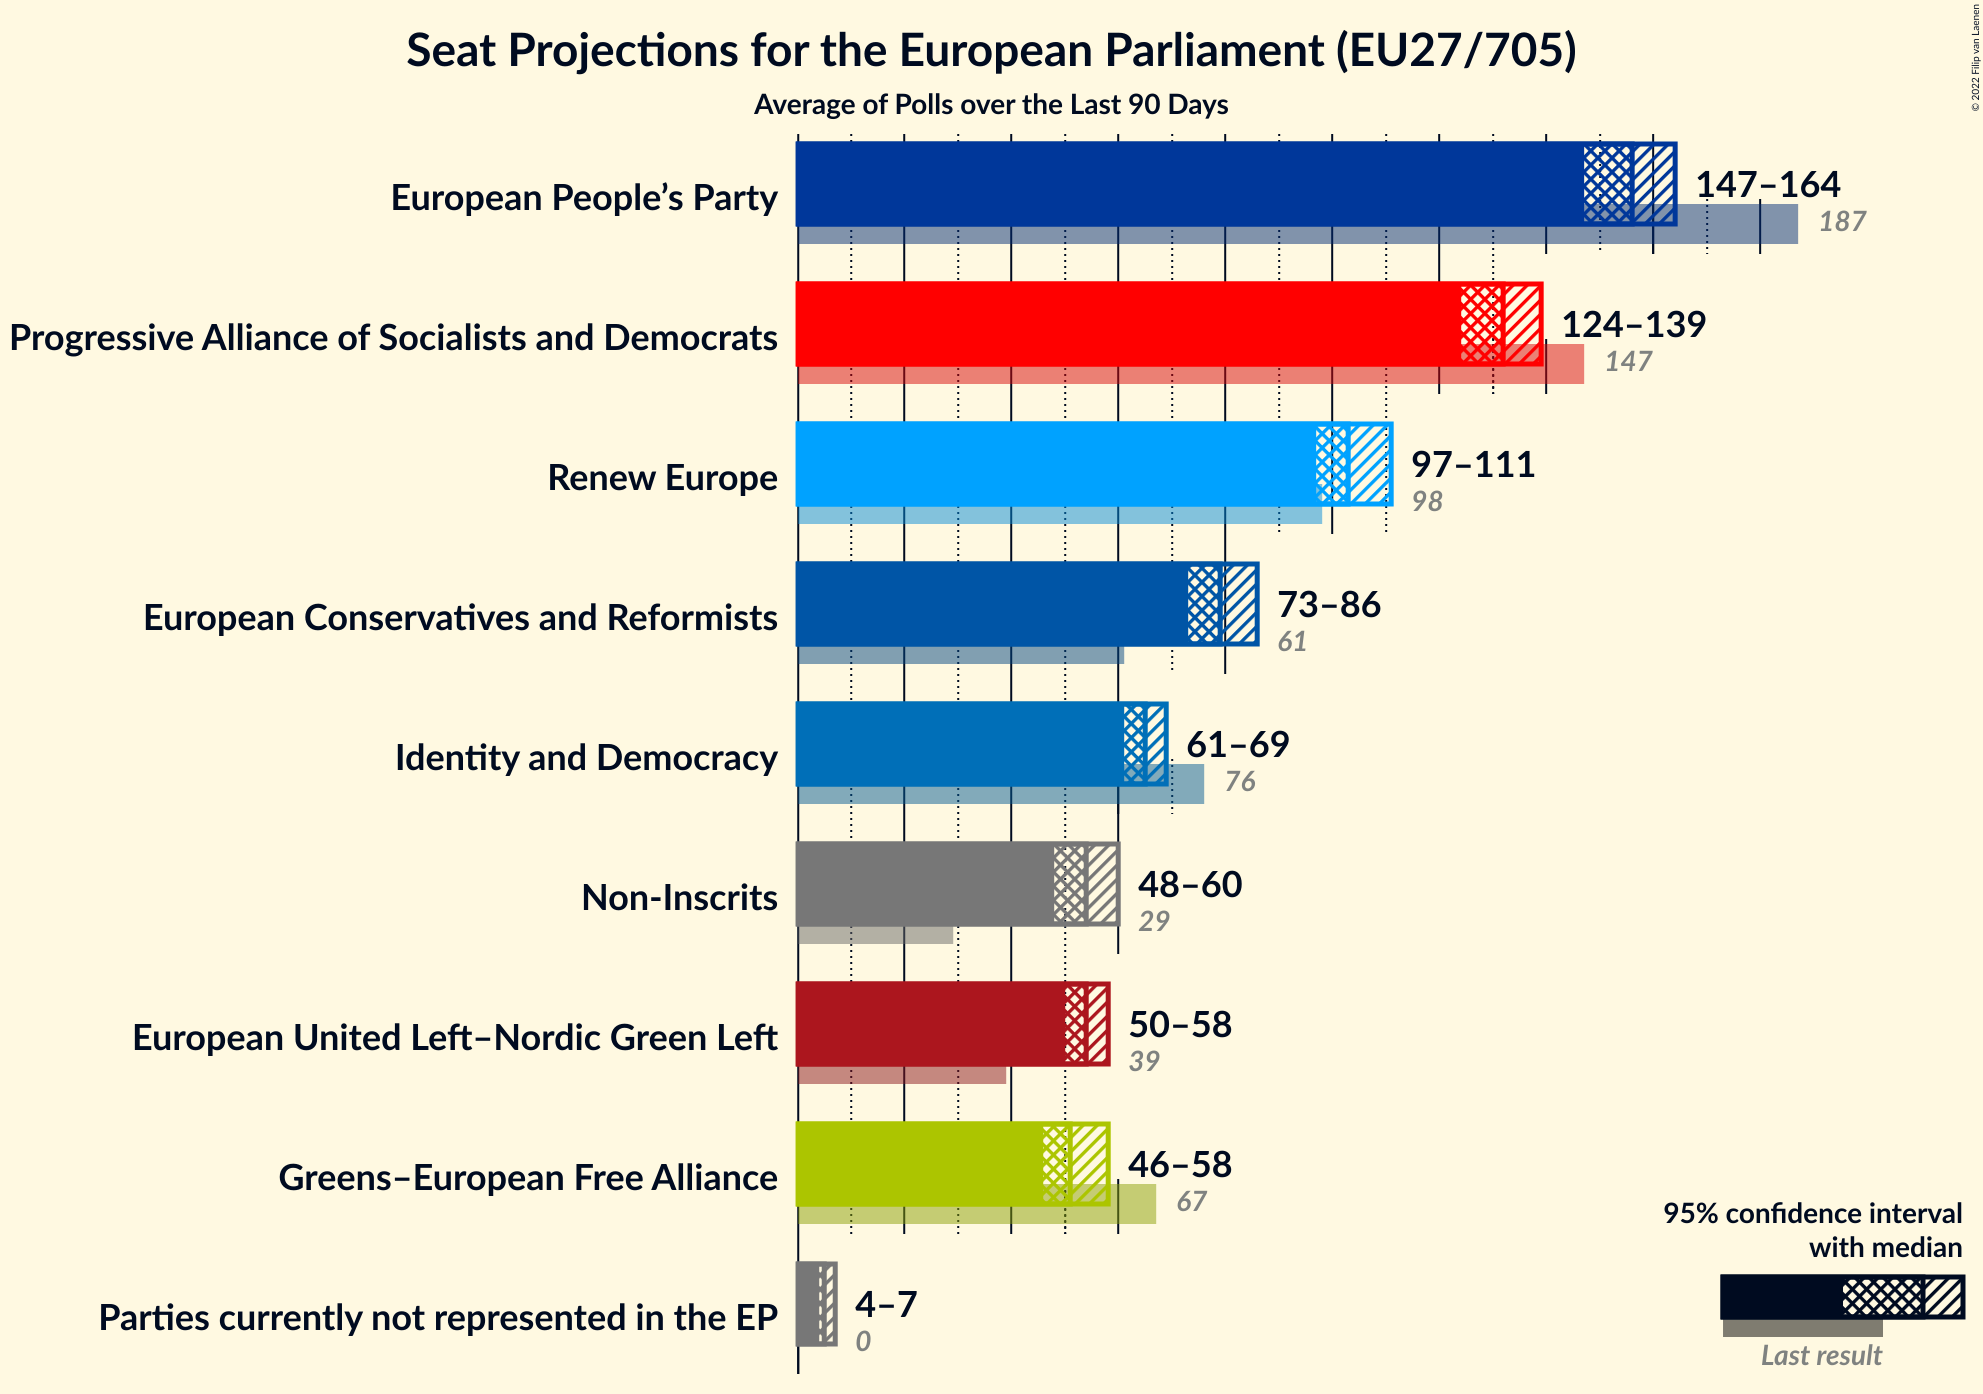 Seat Projections for the European Parliament (EU27/705)
Average of Polls over the Last 90 Days
© 2022 Filip van Laenen
European People’s Party
147–164
187
Progressive Alliance of Socialists and Democrats
124–139
147
Renew Europe
97–111
98
European Conservatives and Reformists
73–86
61
Identity and Democracy
61–69
76
Non-Inscrits
48–60
29
European United Left–Nordic Green Left
50–58
39
Greens–European Free Alliance
46–58
67
Parties currently not represented in the EP
4–7
0
95% confidence interval
with median
Last result